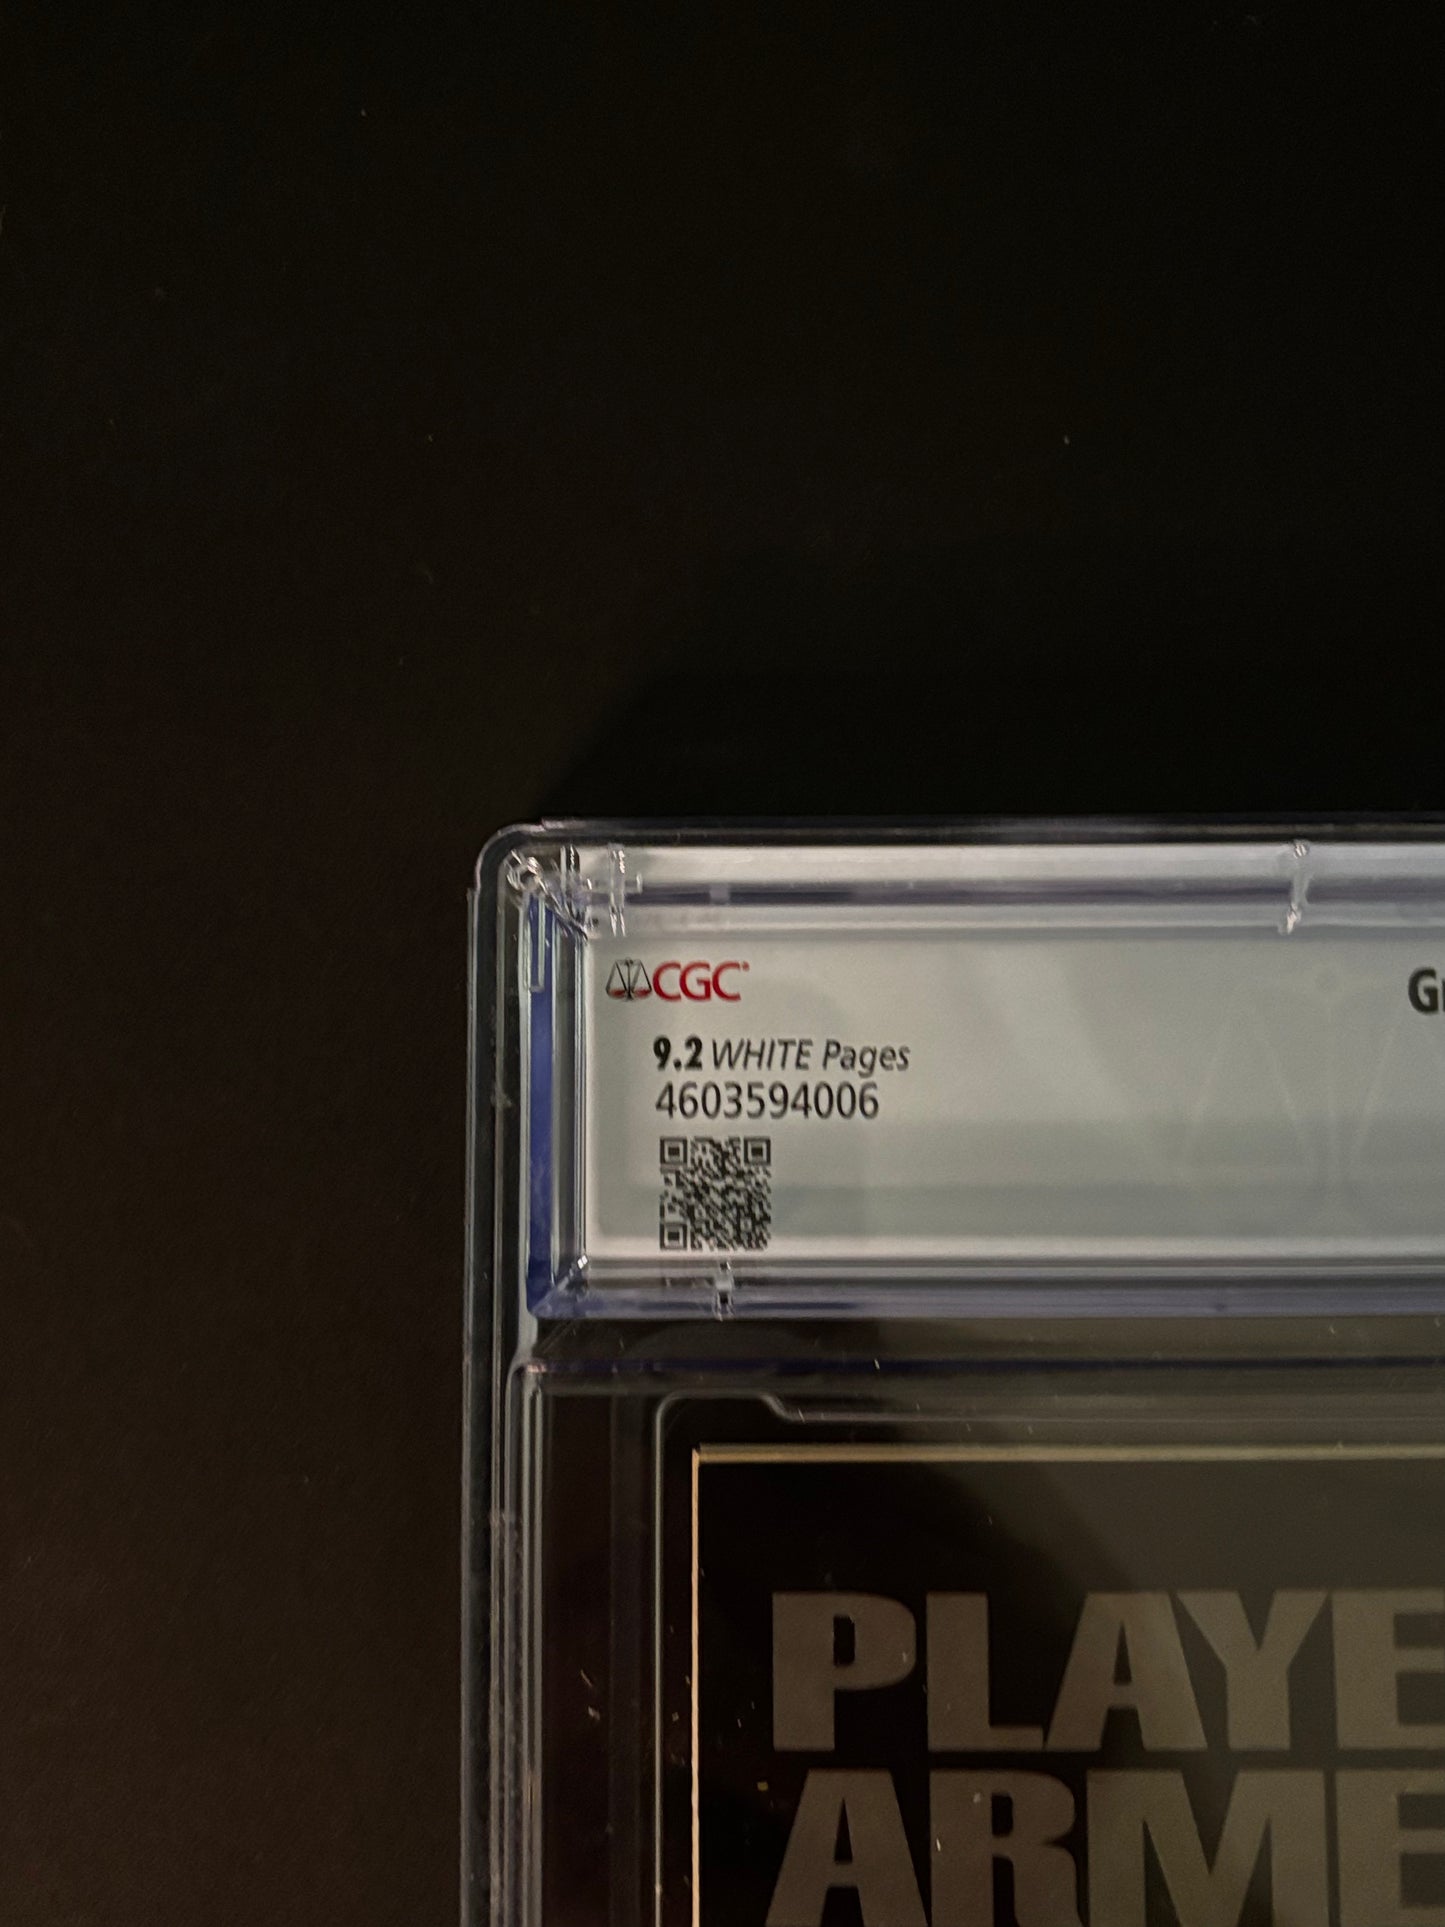 CGC
9.2 WHITE Pages
4603594006
PLAYE
ARME